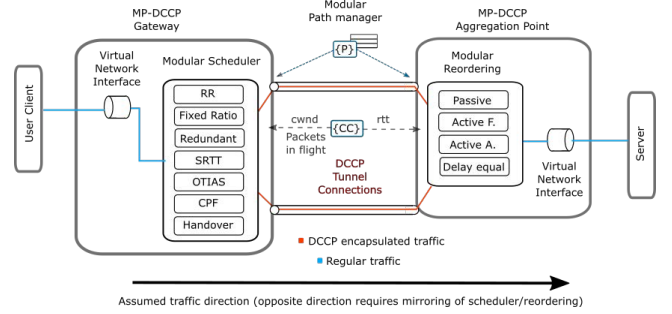 MP-DCCP
Gateway
Modular
Path manager
MP-DCCP
Aggregation Point
{P}
Virtual
Network
Interface
Modular Scheduler
RR
Fixed Ratio
Redundant
SRTT
OTIAS
CPF
Handover
User Client
cwnd
{CC}
rtt
Packets
in flight
DCCP
Tunnel
Connections
Modular
Reordering
Passive
Active F.
Active A.
Delay equal
Virtual
Network
Interface
Server
DCCP encapsulated traffic
Regular traffic
Assumed traffic direction (opposite direction requires mirroring of scheduler/reordering)